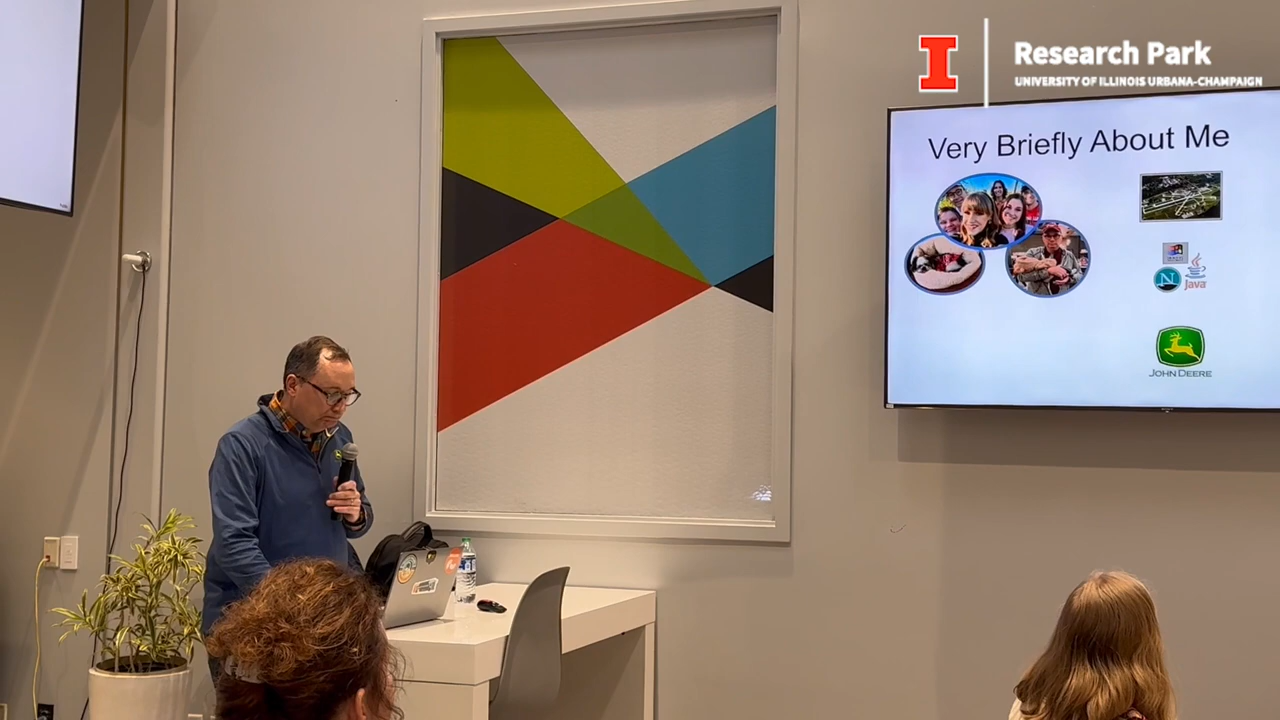 I
Research Park
UNIVERSITY OF ILLINOIS URBANA-CHAMPAIGN
Very Briefly About Me
N
Java
JOHN DEERE